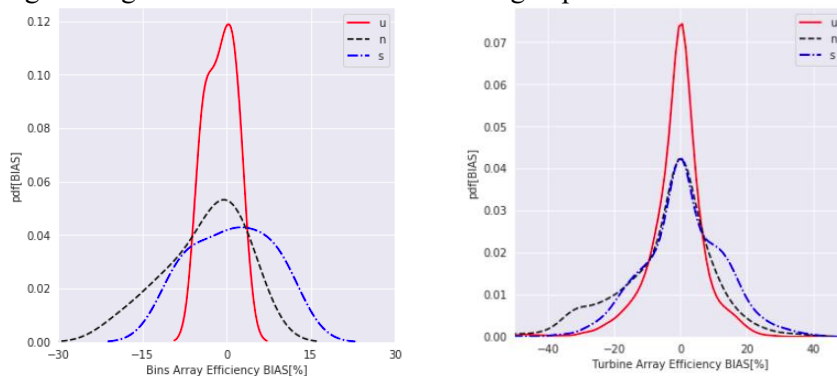 0.12
0.10
0.08
0.06
0.04
0.02
0.00
pdf[BIAS]
-30
-15
0
15
30
Bins Array Efficiency BIAS[%]
u
n
s
0.07
0.06
0.05
0.04
0.03
0.02
0.01
0.00
pdf[BIAS]
-40
-20
0
20
40
Turbine Array Efficiency BIAS[%]
u
n
s